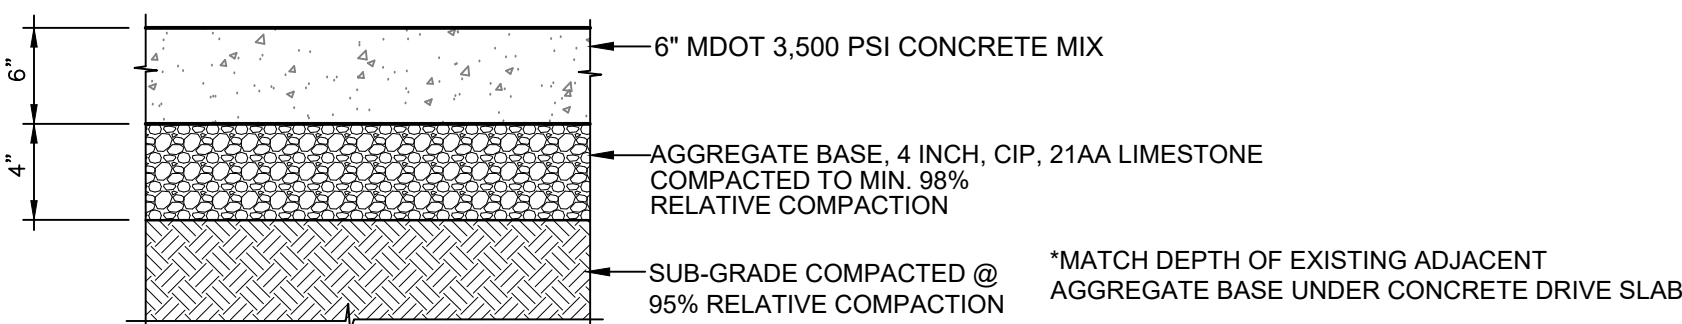 6"
6" MDOT 3,500 PSI CONCRETE MIX
4"
AGGREGATE BASE, 4 INCH, CIP, 21AA LIMESTONE
COMPACTED TO MIN. 98%
RELATIVE COMPACTION
SUB-GRADE COMPACTED @
95% RELATIVE COMPACTION
*MATCH DEPTH OF EXISTING ADJACENT
AGGREGATE BASE UNDER CONCRETE DRIVE SLAB